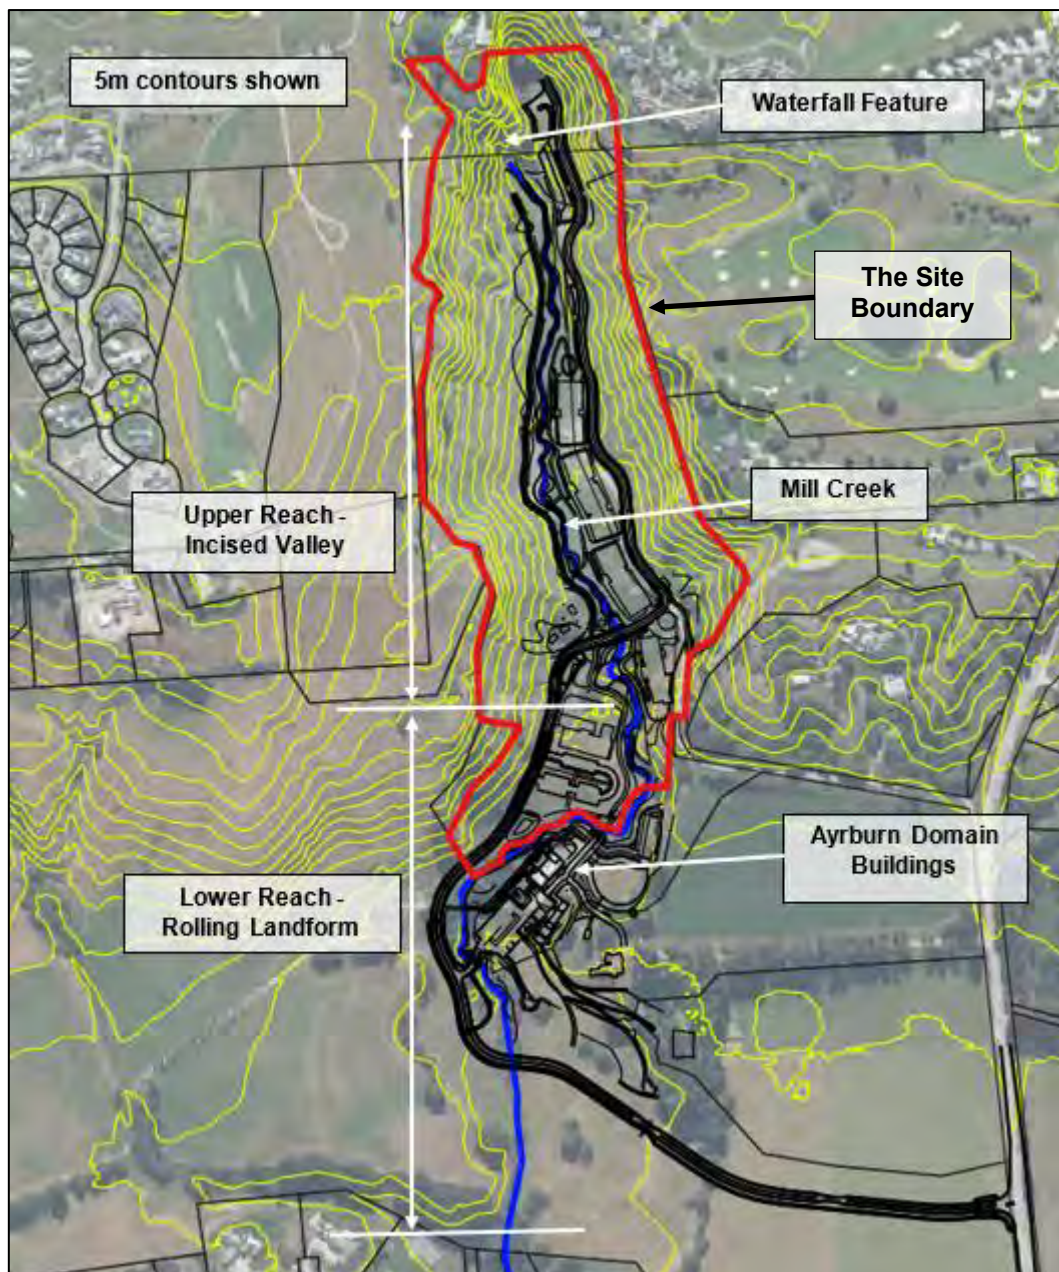 5m contours shown
Waterfall Feature
The Site
Boundary
Mill Creek
Upper Reach -
Incised Valley
Ayrburn Domain
Buildings
Lower Reach -
Rolling Landform